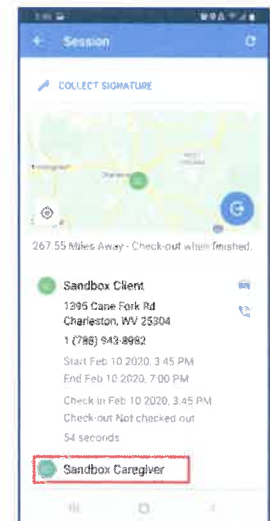 Session
COLLECT SIGNATURE
267.55 Miles Away - Check-out when finished.
Sandbox Client
1395 Cane Fork Rd
Charleston, WV 25304
1 (788) 943-8982
Start Feb 10 2020, 3:45 PM
End Feb 10 2020, 7:00 PM
Check in Feb 10 2020, 3:45 PM
Check-out Not checked out
54 seconds
Sandbox Caregiver